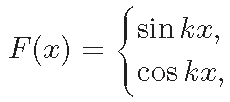 F(x) = { sin kx,
cos kx,